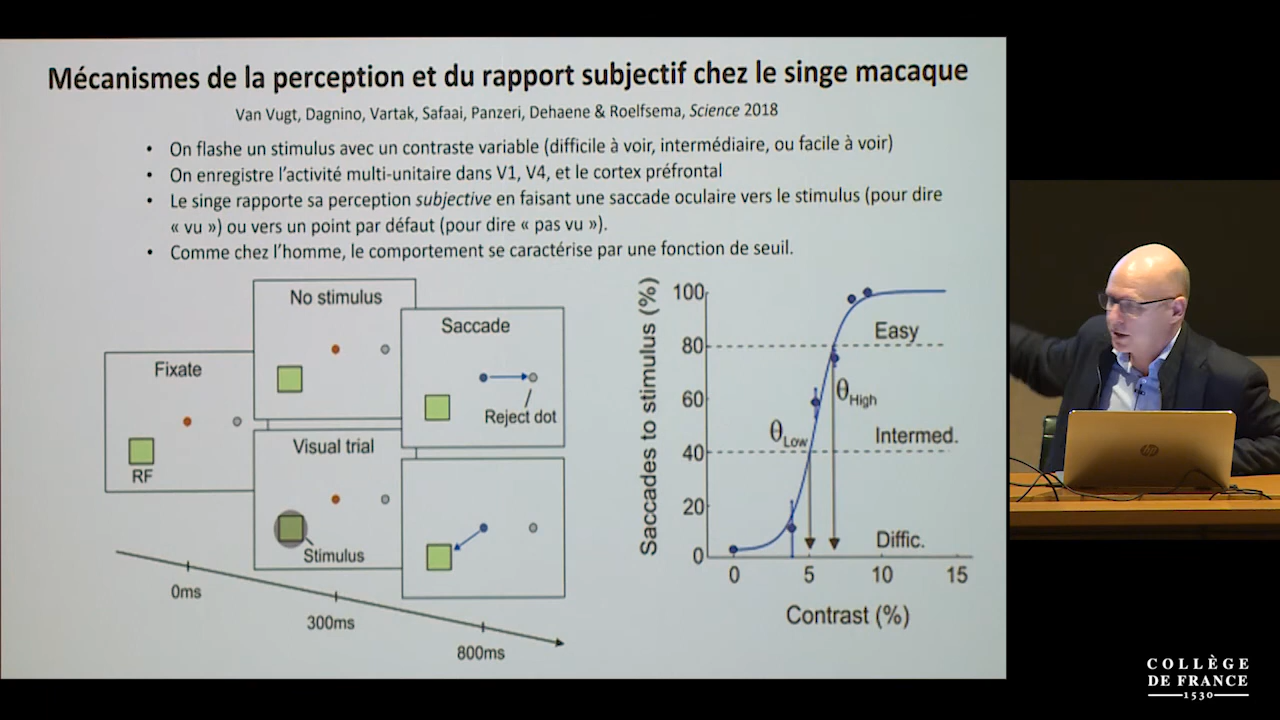 Mécanismes de la perception et du rapport subjectif chez le singe macaque
Van Vugt, Dagnino, Vartak, Safaai, Panzeri, Dehaene & Roelfsema, Science 2018
• On flashe un stimulus avec un contraste variable (difficile à voir, intermédiaire, ou facile à voir)
• On enregistre l'activité multi-unitaire dans V1, V4, et le cortex préfrontal
• Le singe rapporte sa perception subjective en faisant une saccade oculaire vers le stimulus (pour dire
« vu ») ou vers un point par défaut (pour dire « pas vu »).
• Comme chez l'homme, le comportement se caractérise par une fonction de seuil.
Fixate
RF
No stimulus
Visual trial
Stimulus
Saccade
Reject dot
0ms
300ms
800ms
Saccades to stimulus (%)
100
80
60
40
20
0
Easy
θHigh
θLow
Intermed.
Diffic.
0 5 10 15
Contrast (%)
hp
COLLÈGE
DE FRANCE
1530